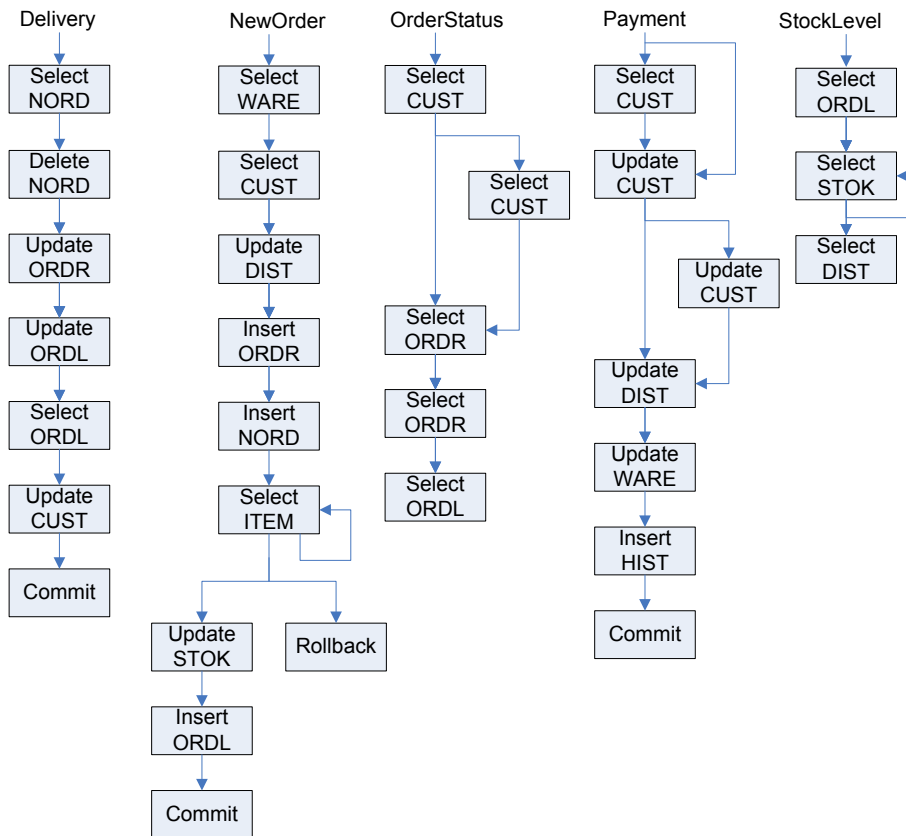 Delivery
Select
NORD
Delete
NORD
Update
ORDR
Update
ORDL
Select
ORDL
Update
CUST
Commit
NewOrder
Select
WARE
Select
CUST
Update
DIST
Insert
ORDR
Insert
NORD
Select
ITEM
Update
STOK
Rollback
Insert
ORDL
Commit
OrderStatus
Select
CUST
Select
CUST
Select
ORDR
Select
ORDR
Select
ORDL
Payment
Select
CUST
Update
CUST
Update
CUST
Update
DIST
Update
WARE
Insert
HIST
Commit
StockLevel
Select
ORDL
Select
STOK
Select
DIST